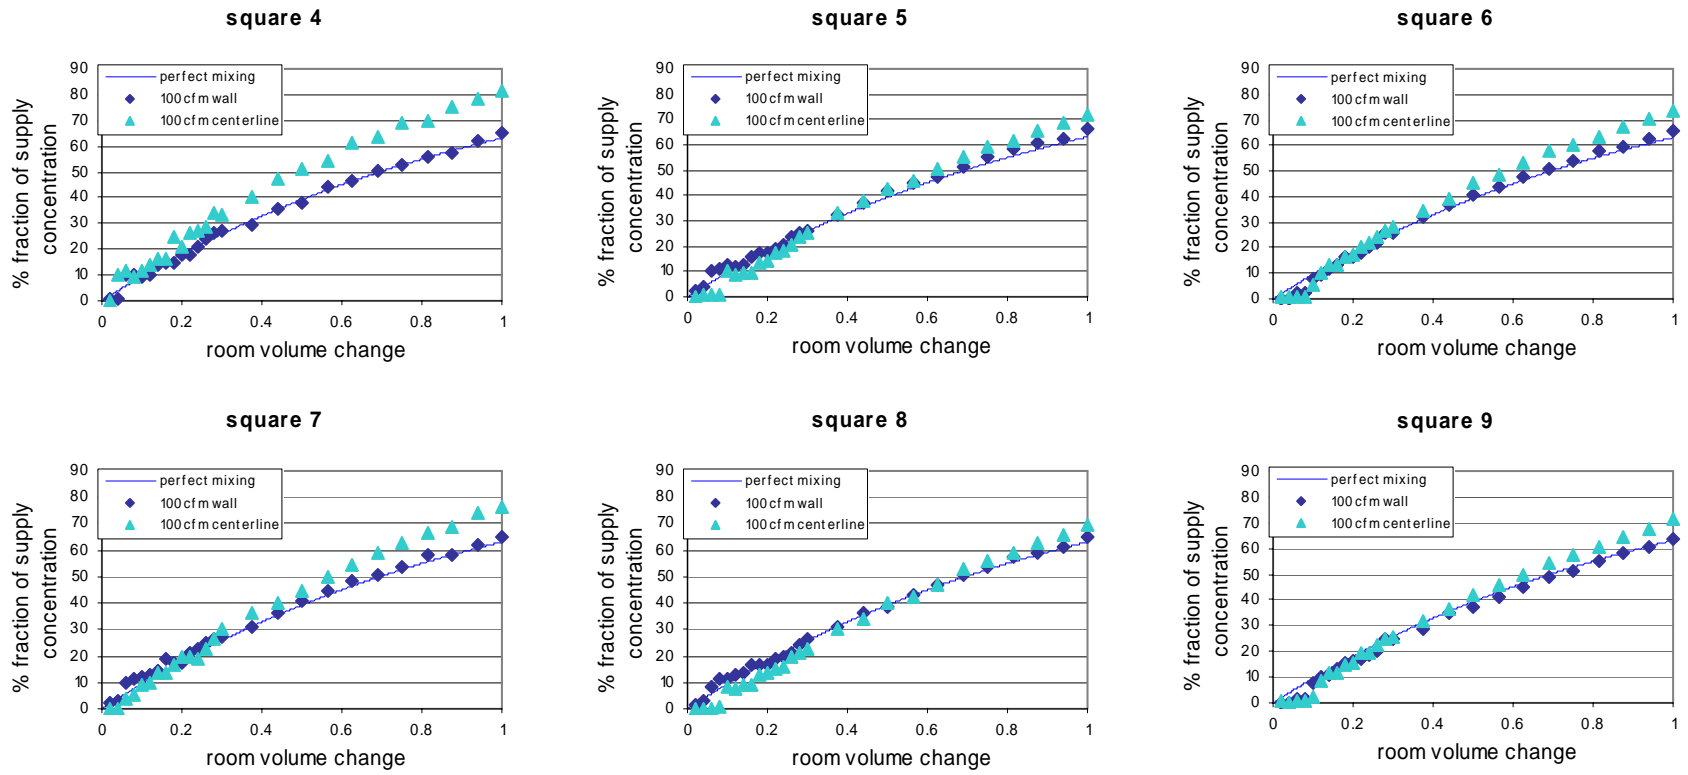 square 4
90
80
70
60
50
40
30
20
10
0
% fraction of supply
concentration
perfect mixing
100cfm wall
100cfm centerline
0 0.2 0.4 0.6 0.8 1
room volume change
square 5
90
80
70
60
50
40
30
20
10
0
% fraction of supply
concentration
perfect mixing
100cfm wall
100cfm centerline
0 0.2 0.4 0.6 0.8 1
room volume change
square 6
90
80
70
60
50
40
30
20
10
0
% fraction of supply
concentration
perfect mixing
100cfm wall
100cfm centerline
0 0.2 0.4 0.6 0.8 1
room volume change
square 7
90
80
70
60
50
40
30
20
10
0
% fraction of supply
concentration
perfect mixing
100cfm wall
100cfm centerline
0 0.2 0.4 0.6 0.8 1
room volume change
square 8
90
80
70
60
50
40
30
20
10
0
% fraction of supply
concentration
perfect mixing
100cfm wall
100cfm centerline
0 0.2 0.4 0.6 0.8 1
room volume change
square 9
90
80
70
60
50
40
30
20
10
0
% fraction of supply
concentration
perfect mixing
100cfm wall
100cfm centerline
0 0.2 0.4 0.6 0.8 1
room volume change